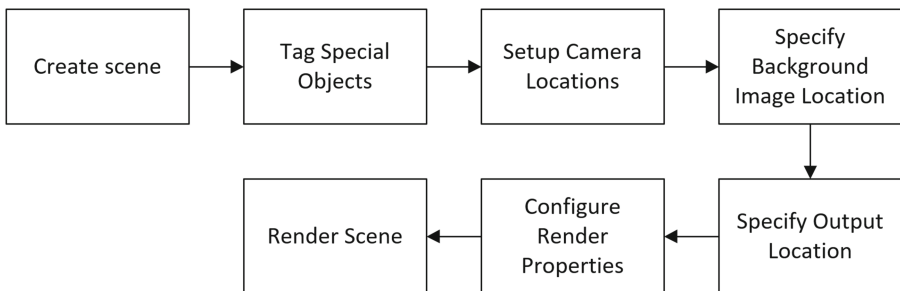 Create scene
Tag Special
Objects
Setup Camera
Locations
Specify
Background
Image Location
Specify Output
Location
Configure
Render
Properties
Render Scene